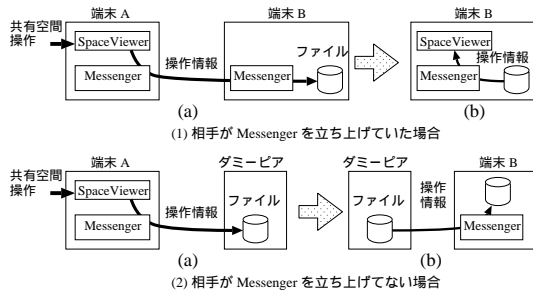 端末 A
端末 B
端末 B
共有空間
操作
SpaceViewer
Messenger
操作情報
Messenger
ファイル
SpaceViewer
Messenger
操作情報
(a)
(b)
(1) 相手が Messenger を立ち上げていた場合
端末 A
ダミーピア
ダミーピア
端末 B
共有空間
操作
SpaceViewer
Messenger
操作情報
ファイル
ファイル
操作
情報
Messenger
(a)
(b)
(2) 相手が Messenger を立ち上げてない場合